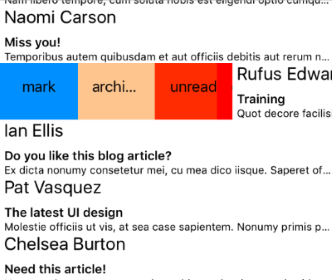 Nam libero tempore, cum soluta nobis est eligendi optio cumqu...
Naomi Carson
Miss you!
Temporibus autem quibusdam et aut officiis debitis aut rerum n...
mark archi... unread Rufus Edwar
Training
Quot decore facilis
Ian Ellis
Do you like this blog article?
Ex dicta nonumy consetetur mei, cu mea dico iisque. Saperet of...
Pat Vasquez
The latest UI design
Molestie officiis ut vis, at sea case sapientem. Nonumy primis p...
Chelsea Burton
Need this article!